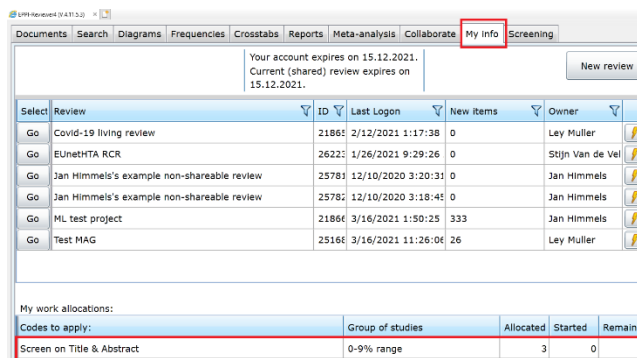 EPPI-Reviewer4 (V.4.11.5.3)
Documents Search Diagrams Frequencies Crosstabs Reports Meta-analysis Collaborate My Info Screening
Your account expires on 15.12.2021.
Current (shared) review expires on
15.12.2021.
New review
Select Review ID Last Logon New items Owner
Go Covid-19 living review 21865 2/12/2021 1:17:38 0 Ley Muller
Go EUnetHTA RCR 26223 1/26/2021 9:29:26 0 Stijn Van de Vel
Go Jan Himmels's example non-shareable review 25781 12/10/2020 3:20:31 0 Jan Himmels
Go Jan Himmels's example non-shareable review 25782 12/10/2020 3:18:45 0 Jan Himmels
Go ML test project 21866 3/16/2021 1:50:25 333 Jan Himmels
Go Test MAG 25168 3/16/2021 11:26:06 26 Ley Muller
My work allocations:
Codes to apply: Group of studies Allocated Started Remain
Screen on Title & Abstract 0-9% range 3 0